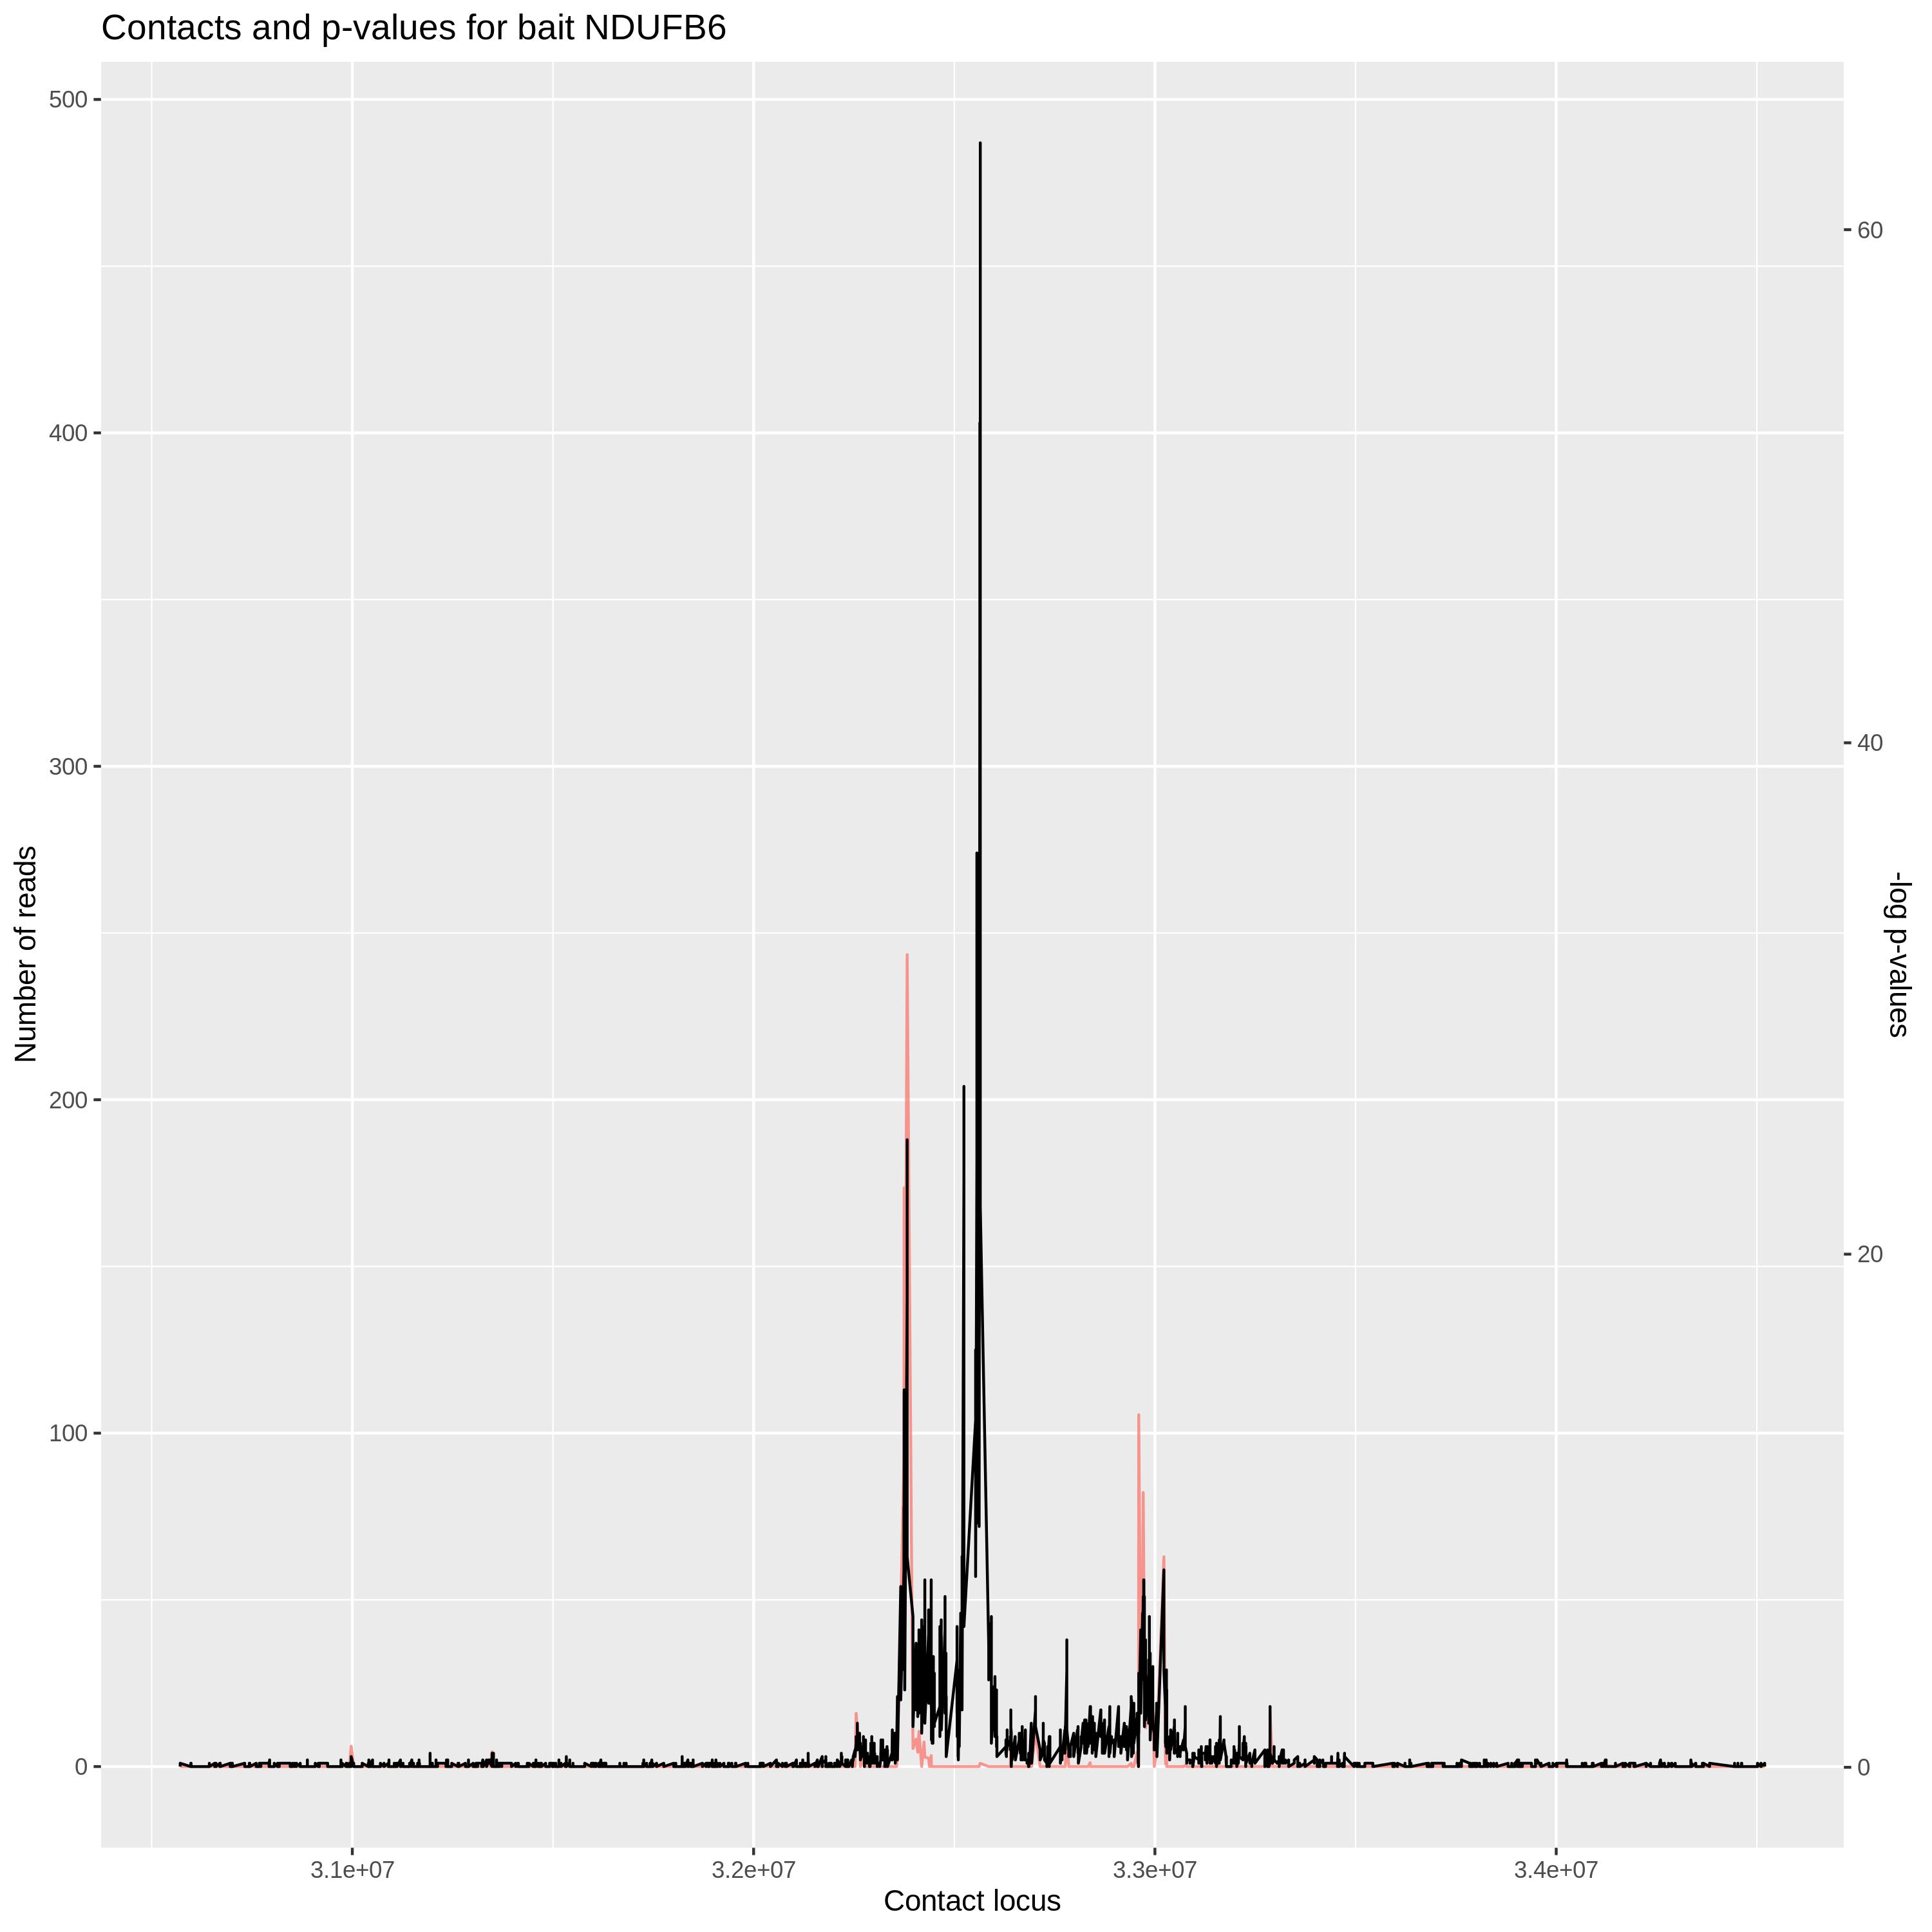 Contacts and p-values for bait NDUFB6
500
400
300
200
100
0
Number of reads
60
40
20
0
-log p-values
3.1e+07
3.2e+07
3.3e+07
3.4e+07
Contact locus